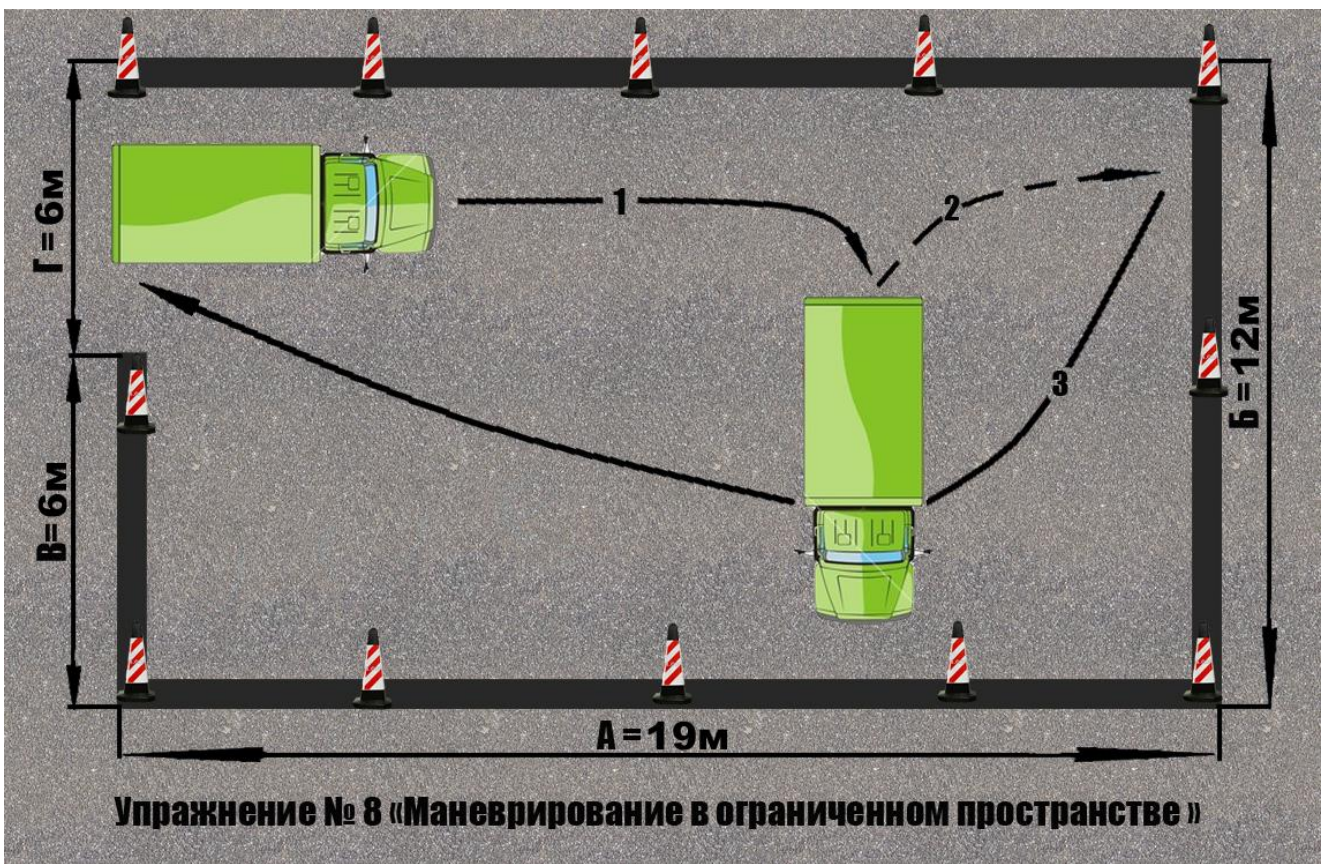 Г = 6м
1
2
3
Б = 12м
В= 6м
А = 19м
Упражнение № 8 «Маневрирование в ограниченном пространстве »